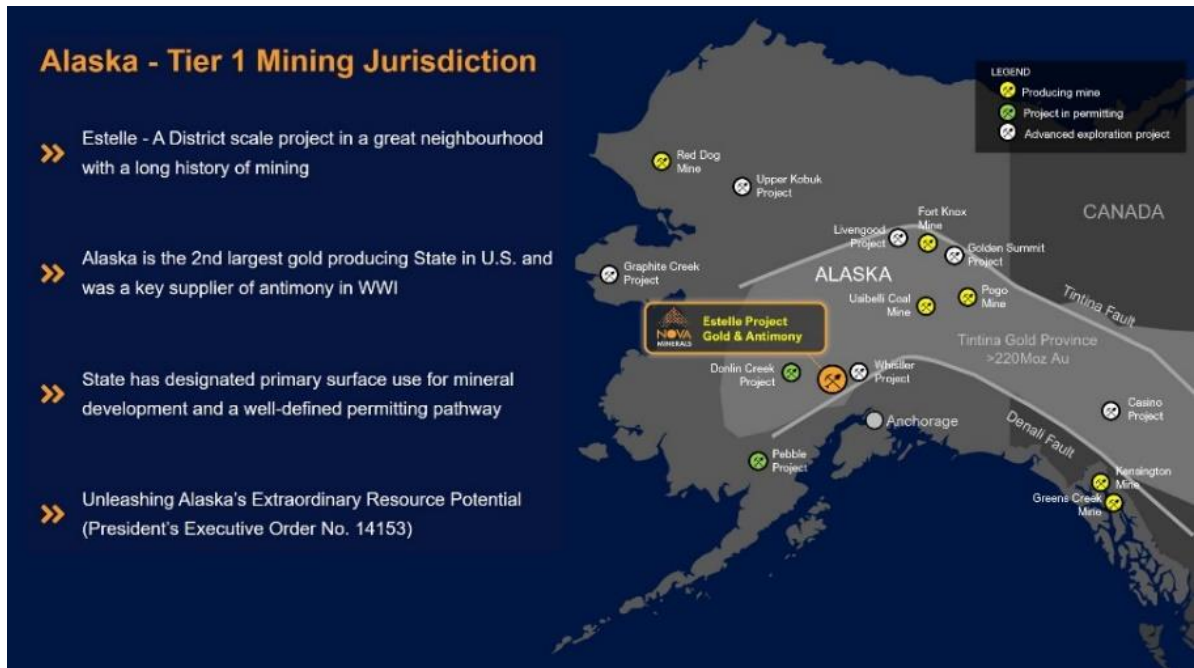 Alaska - Tier 1 Mining Jurisdiction
Estelle - A District scale project in a great neighbourhood
with a long history of mining
Alaska is the 2nd largest gold producing State in U.S. and
was a key supplier of antimony in WWI
State has designated primary surface use for mineral
development and a well-defined permitting pathway
Unleashing Alaska's Extraordinary Resource Potential
(President's Executive Order No. 14153)
LEGEND
Producing mine
Project in permitting
Advanced exploration project
Red Dog
Mine
Upper Kobuk
Project
CANADA
Fort Knox
Mine
Livengood
Project
Golden Summit
Project
Graphite Creek
Project
ALASKA
Usibelli Coal
Mine
Pogo
Mine
Tintina Fault
NOVA
MINERALS
Estelle Project
Gold & Antimony
Tintina Gold Province
>220Moz Au
Donlin Creek
Project
Whistler
Project
Casino
Project
Anchorage
Denali Fault
Pebble
Project
Kensington
Mine
Greens Creek
Mine